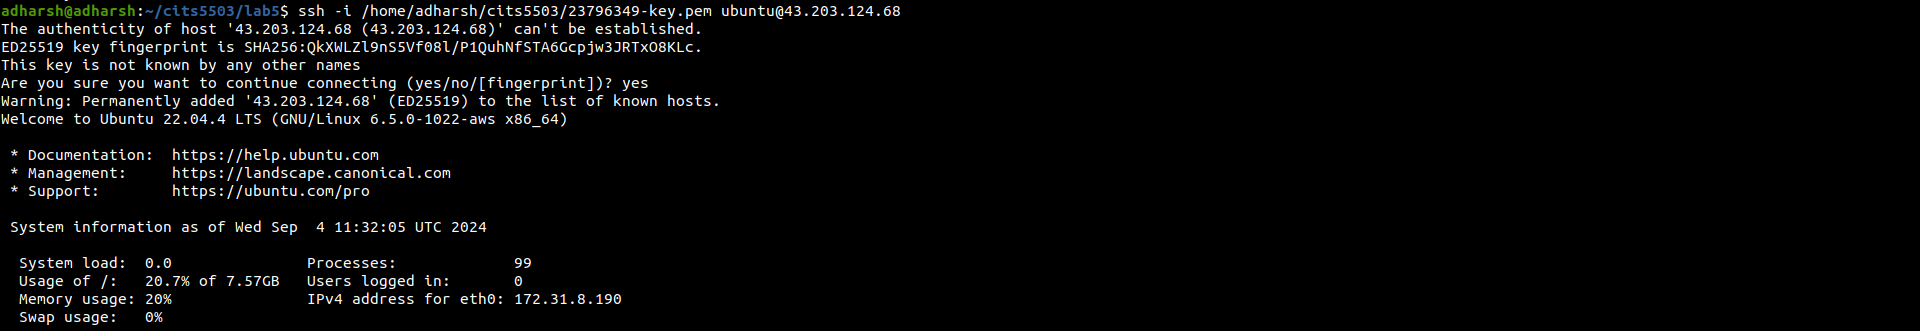 adharsh@adharsh:~/cits5503/lab5$ ssh -i /home/adharsh/cits5503/23796349-key.pem ubuntu@43.203.124.68
The authenticity of host '43.203.124.68 (43.203.124.68)' can't be established.
ED25519 key fingerprint is SHA256:QkXWLZl9nS5Vf08l/P1QuhNfSTA6Gcpjw3JRTxO8KLc.
This key is not known by any other names
Are you sure you want to continue connecting (yes/no/[fingerprint])? yes
Warning: Permanently added '43.203.124.68' (ED25519) to the list of known hosts.
Welcome to Ubuntu 22.04.4 LTS (GNU/Linux 6.5.0-1022-aws x86_64)
* Documentation:  https://help.ubuntu.com
* Management:     https://landscape.canonical.com
* Support:        https://ubuntu.com/pro
System information as of Wed Sep  4 11:32:05 UTC 2024
System load:  0.0               Processes:             99
Usage of /:   20.7% of 7.57GB   Users logged in:       0
Memory usage: 20%               IPv4 address for eth0: 172.31.8.190
Swap usage:   0%